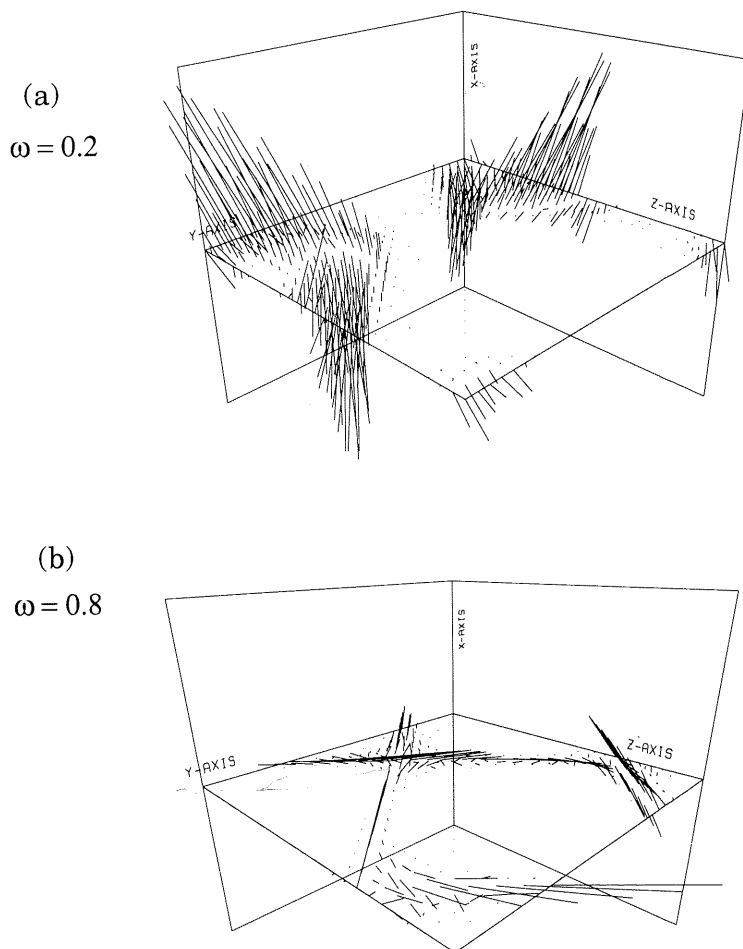 (a)
ω = 0.2
X-AXIS
Y-AXIS
Z-AXIS
(b)
ω = 0.8
X-AXIS
Y-AXIS
Z-AXIS